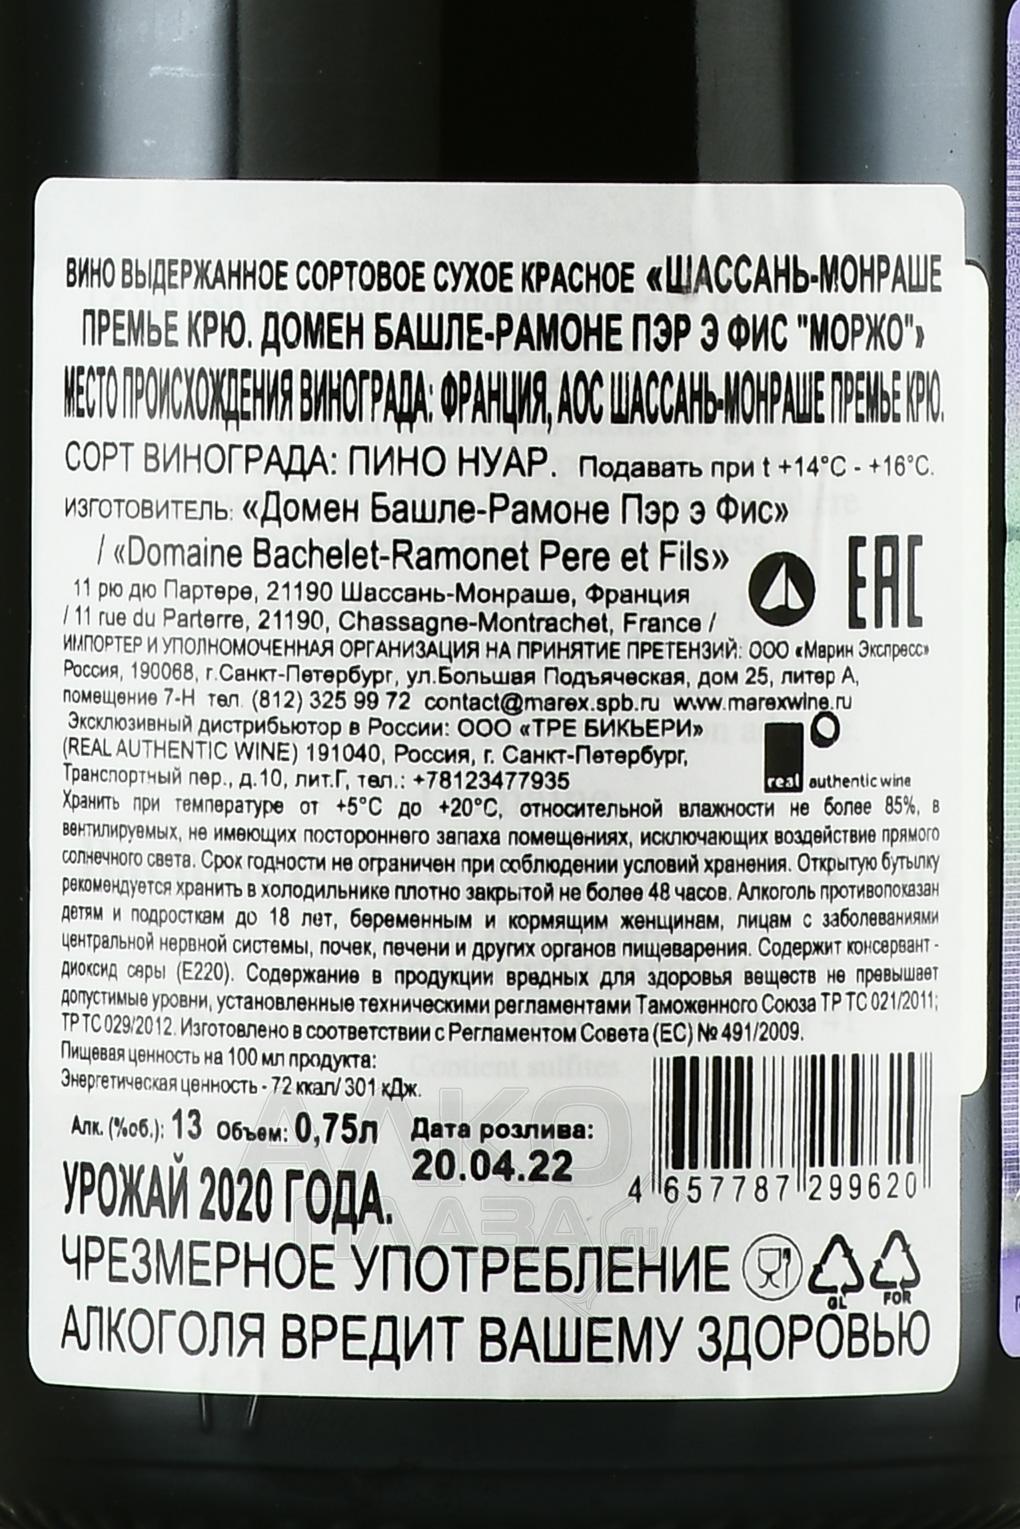 ВИНО ВЫДЕРЖАННОЕ СОРТОВОЕ СУХОЕ КРАСНОЕ «ШАССАНЬ-МОНРАШЕ
ПРЕМЬЕ КРЮ. ДОМЕН БАШЛЕ-РАМОНЕ ПЭР Э ФИС "МОРЖО"»
МЕСТО ПРОИСХОЖДЕНИЯ ВИНОГРАДА: ФРАНЦИЯ, АОС ШАССАНЬ-МОНРАШЕ ПРЕМЬЕ КРЮ.
СОРТ ВИНОГРАДА: ПИНО НУАР. Подавать при t +14°C - +16°C.
ИЗГОТОВИТЕЛЬ: «Домен Башле-Рамоне Пэр э Фис»
/ «Domaine Bachelet-Ramonet Pere et Fils»
11 рю дю Партере, 21190 Шассань-Монраше, Франция
/ 11 rue du Parterre, 21190, Chassagne-Montrachet, France /
EAC
ИМПОРТЕР И УПОЛНОМОЧЕННАЯ ОРГАНИЗАЦИЯ НА ПРИНЯТИЕ ПРЕТЕНЗИЙ: ООО «Марин Экспресс»
Россия, 190068, г.Санкт-Петербург, ул.Большая Подъяческая, дом 25, литер А,
помещение 7-Н тел. (812) 325 99 72 contact@marex.spb.ru www.marexwine.ru
Эксклюзивный дистрибьютор в России: ООО «ТРЕ БИКЬЕРИ»
(REAL AUTHENTIC WINE) 191040, Россия, г. Санкт-Петербург,
Транспортный пер., д.10, лит.Г, тел.: +78123477935
real authentic wine
Хранить при температуре от +5°C до +20°C, относительной влажности не более 85%, в
вентилируемых, не имеющих постороннего запаха помещениях, исключающих воздействие прямого
солнечного света. Срок годности не ограничен при соблюдении условий хранения. Открытую бутылку
рекомендуется хранить в холодильнике плотно закрытой не более 48 часов. Алкоголь противопоказан
детям и подросткам до 18 лет, беременным и кормящим женщинам, лицам с заболеваниями
центральной нервной системы, почек, печени и других органов пищеварения. Содержит консервант -
диоксид серы (Е220). Содержание в продукции вредных для здоровья веществ не превышает
допустимые уровни, установленные техническими регламентами Таможенного Союза ТР ТС 021/2011;
ТР ТС 029/2012. Изготовлено в соответствии с Регламентом Совета (ЕС) № 491/2009.
Пищевая ценность на 100 мл продукта:
Contient sulfites
Энергетическая ценность - 72 ккал/ 301 кДж.
Алк. (%об.): 13 Объем: 0,75л Дата розлива:
20.04.22
4 657787 299620
УРОЖАЙ 2020 ГОДА.
АЛКО
ПЛАЗА.ru
ЧРЕЗМЕРНОЕ УПОТРЕБЛЕНИЕ
GL FOR
АЛКОГОЛЯ ВРЕДИТ ВАШЕМУ ЗДОРОВЬЮ